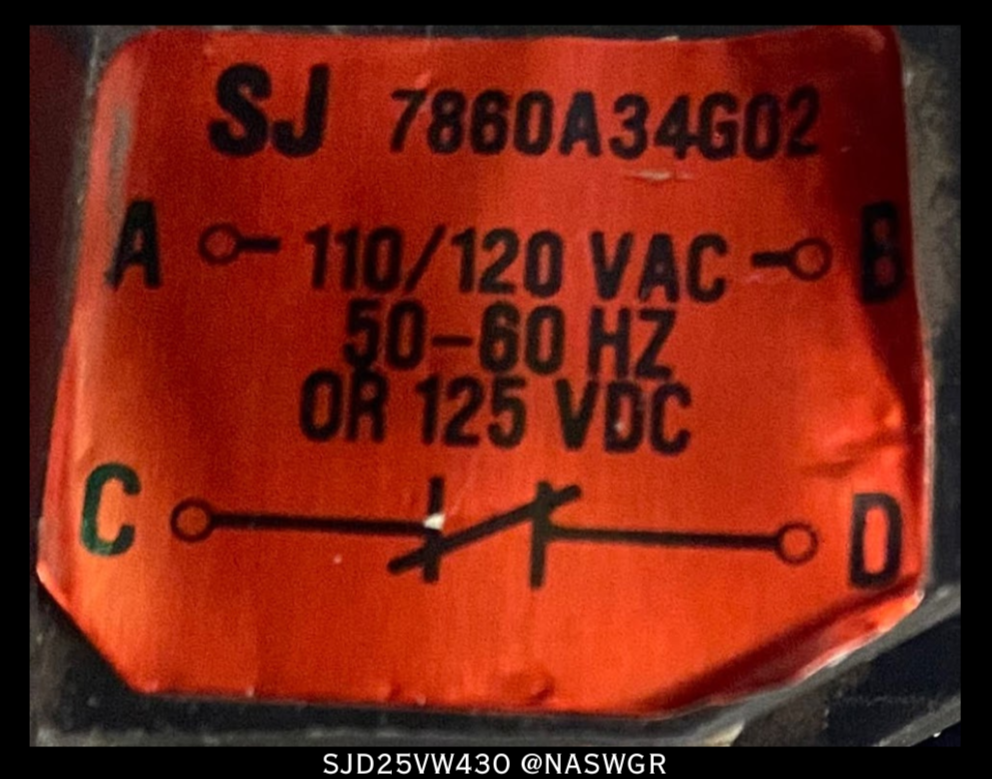 SJ 7860A34G02
A 110/120 VAC B
50-60 HZ
OR 125 VDC
C D
SJD25VW430 @NASWGR